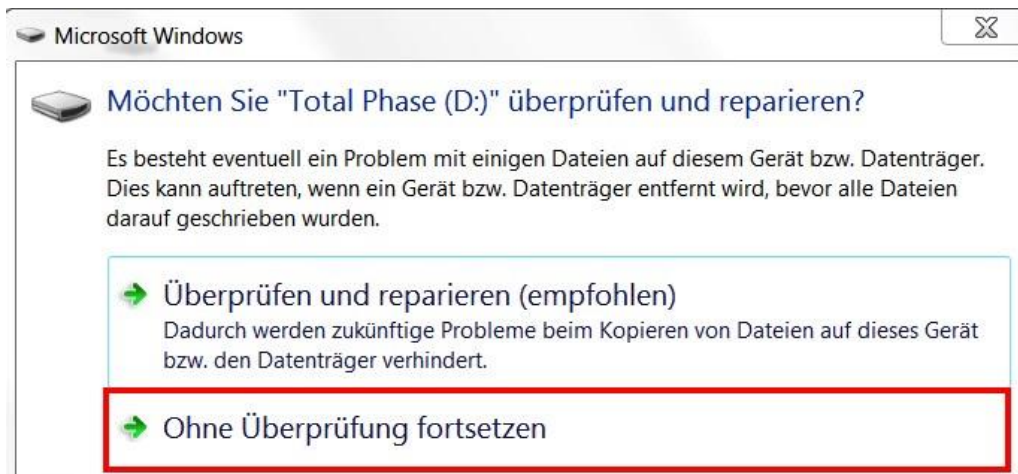 Microsoft Windows
Möchten Sie "Total Phase (D:)" überprüfen und reparieren?
Es besteht eventuell ein Problem mit einigen Dateien auf diesem Gerät bzw. Datenträger.
Dies kann auftreten, wenn ein Gerät bzw. Datenträger entfernt wird, bevor alle Dateien
darauf geschrieben wurden.
Überprüfen und reparieren (empfohlen)
Dadurch werden zukünftige Probleme beim Kopieren von Dateien auf dieses Gerät
bzw. den Datenträger verhindert.
Ohne Überprüfung fortsetzen